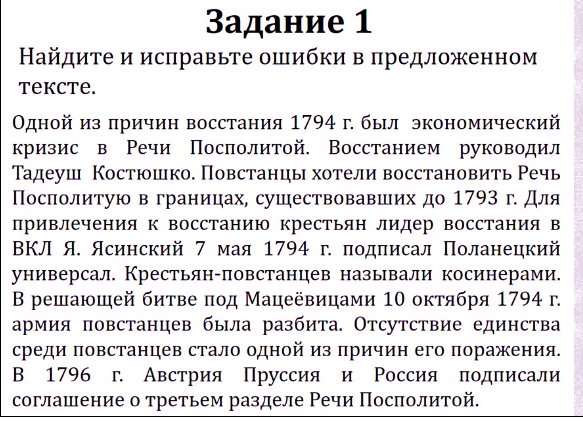 Задание 1
Найдите и исправьте ошибки в предложенном
тексте.
Одной из причин восстания 1794 г. был экономический
кризис в Речи Посполитой. Восстанием руководил
Тадеуш Костюшко. Повстанцы хотели восстановить Речь
Посполитую в границах, существовавших до 1793 г. Для
привлечения к восстанию крестьян лидер восстания в
ВКЛ Я. Ясинский 7 мая 1794 г. подписал Поланецкий
универсал. Крестьян-повстанцев называли косинерами.
В решающей битве под Мацеёвицами 10 октября 1794 г.
армия повстанцев была разбита. Отсутствие единства
среди повстанцев стало одной из причин его поражения.
В 1796 г. Австрия Пруссия и Россия подписали
соглашение о третьем разделе Речи Посполитой.